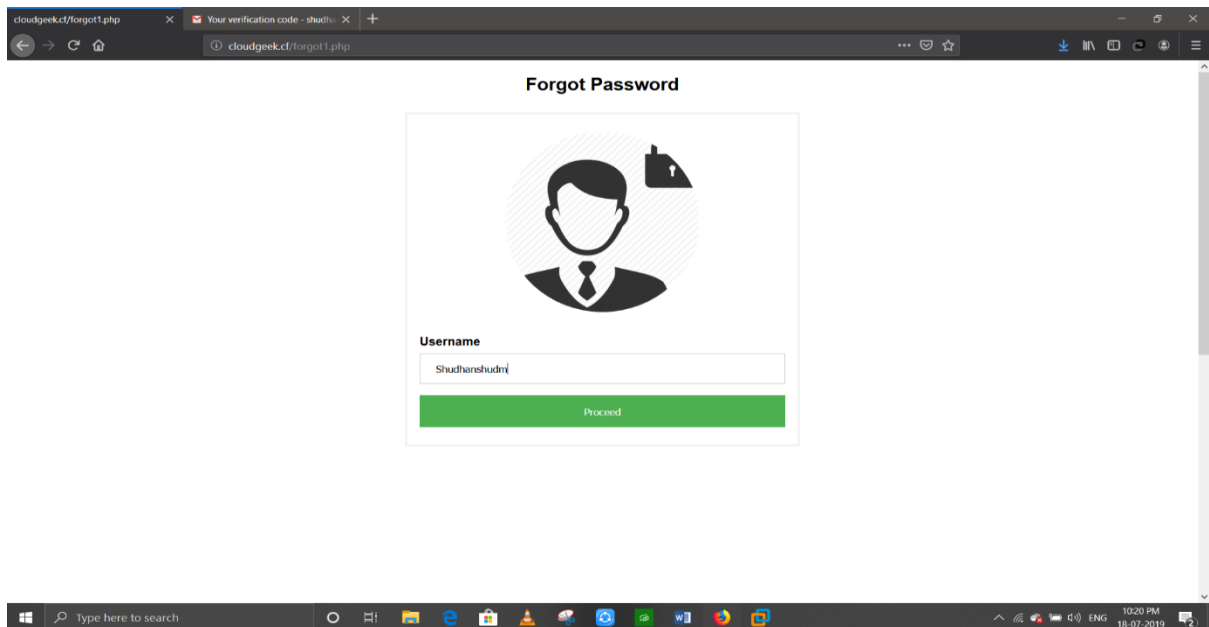 cloudgeek.cf/forgot1.php
Your verification code - shudha
cloudgeek.cf/forgot1.php
Forgot Password
Username
Shudhanshudm
Proceed
Type here to search
ENG
10:20 PM
18-07-2019
2